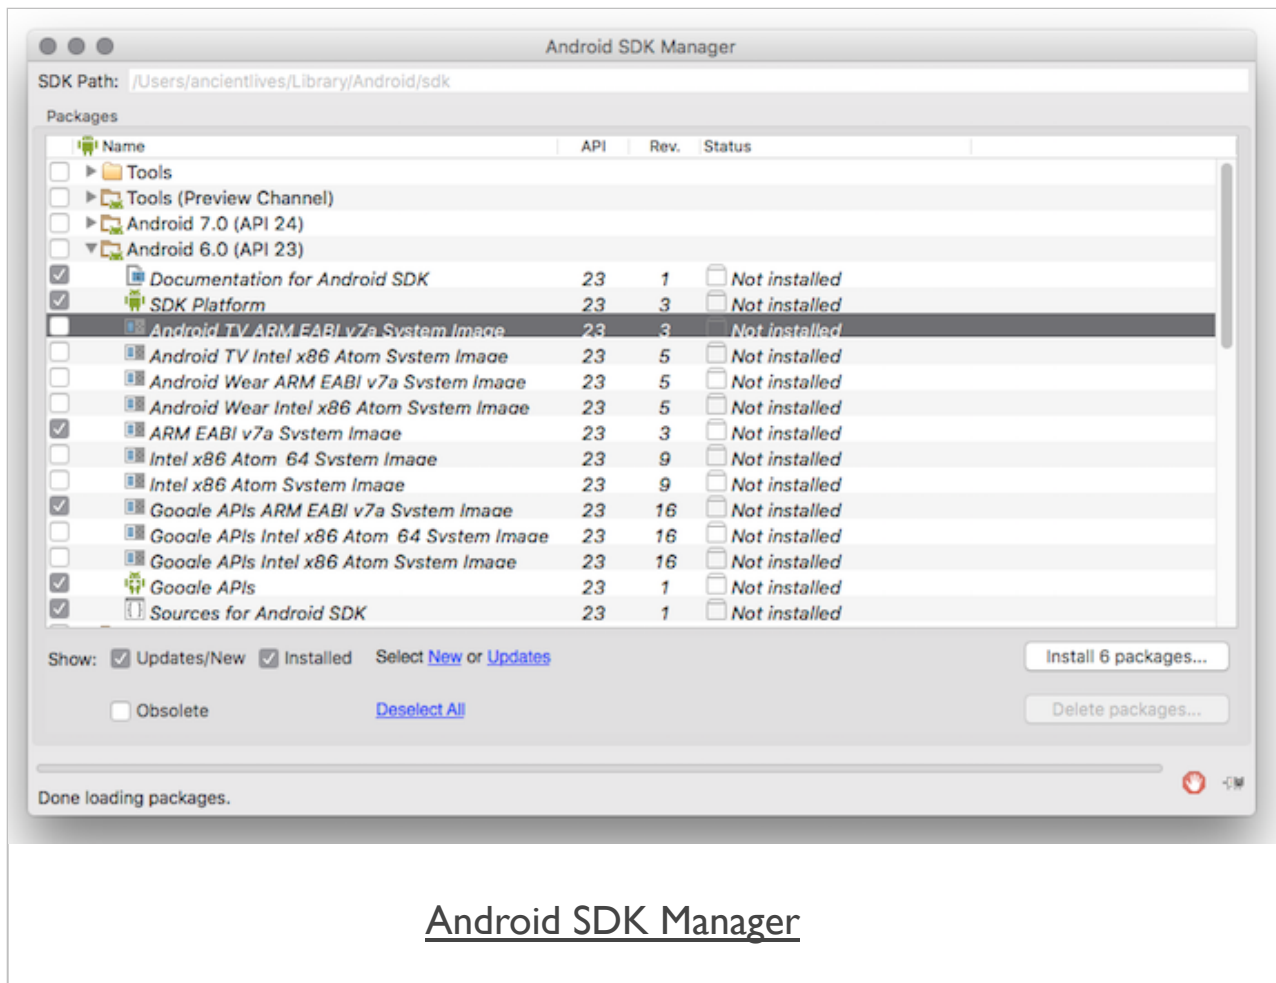 Android SDK Manager
SDK Path: /Users/ancientlives/Library/Android/sdk
Packages
Name API Rev. Status
Tools
Tools (Preview Channel)
Android 7.0 (API 24)
Android 6.0 (API 23)
Documentation for Android SDK 23 1 Not installed
SDK Platform 23 3 Not installed
Android TV ARM EABI v7a System Image 23 3 Not installed
Android TV Intel x86 Atom System Image 23 5 Not installed
Android Wear ARM EABI v7a System Image 23 5 Not installed
Android Wear Intel x86 Atom System Image 23 5 Not installed
ARM EABI v7a System Image 23 3 Not installed
Intel x86 Atom_64 System Image 23 9 Not installed
Intel x86 Atom System Image 23 9 Not installed
Google APIs ARM EABI v7a System Image 23 16 Not installed
Google APIs Intel x86 Atom_64 System Image 23 16 Not installed
Google APIs Intel x86 Atom System Image 23 16 Not installed
Google APIs 23 1 Not installed
Sources for Android SDK 23 1 Not installed
Show: Updates/New Installed Select New or Updates Install 6 packages...
Obsolete Deselect All Delete packages...
Done loading packages.
Android SDK Manager